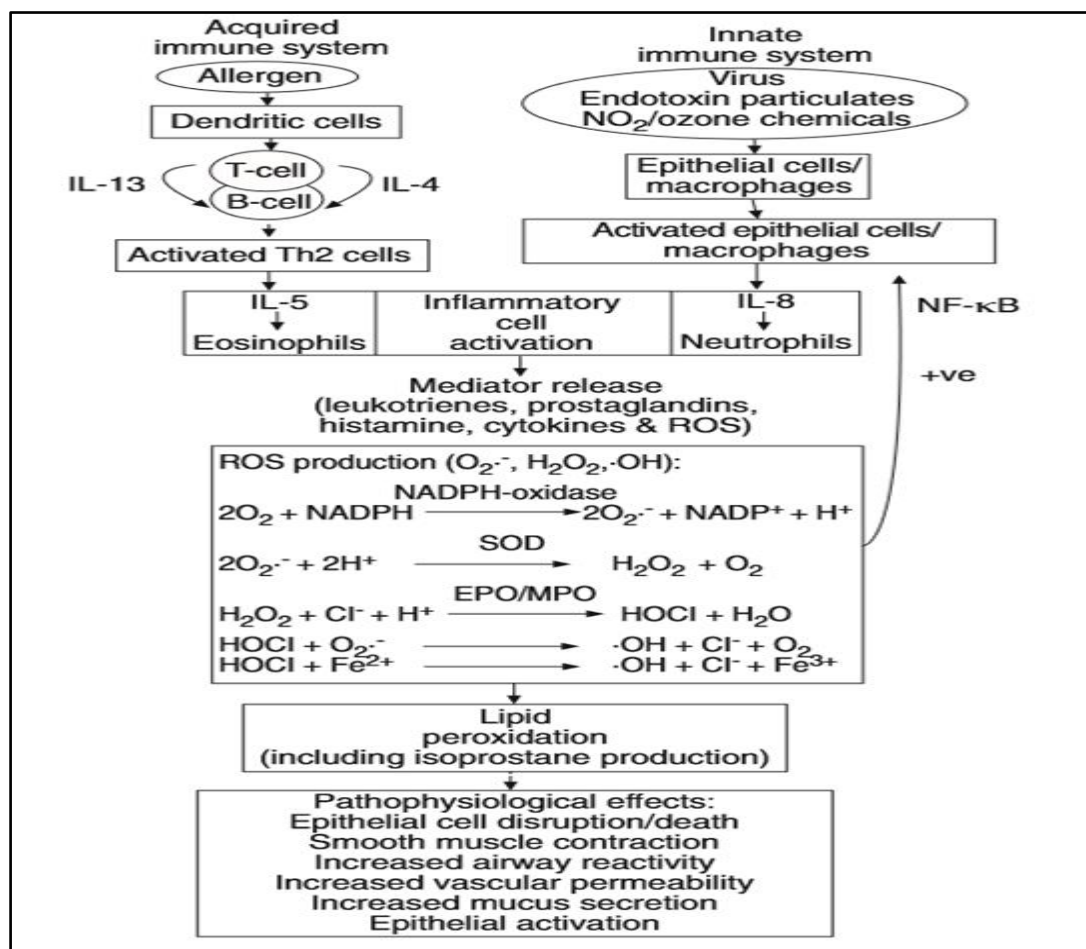 Acquired
immune system
Allergen
Dendritic cells
IL-13
T-cell
B-cell
IL-4
Activated Th2 cells
Innate
immune system
Virus
Endotoxin particulates
NO₂/ozone chemicals
Epithelial cells/
macrophages
Activated epithelial cells/
macrophages
IL-5
Eosinophils
Inflammatory
cell
activation
IL-8
Neutrophils
NF-κB
+ve
Mediator release
(leukotrienes, prostaglandins,
histamine, cytokines & ROS)
ROS production (O₂·⁻, H₂O₂,·OH):
NADPH-oxidase
2O₂ + NADPH → 2O₂·⁻ + NADP⁺ + H⁺
SOD
2O₂·⁻ + 2H⁺ → H₂O₂ + O₂
EPO/MPO
H₂O₂ + Cl⁻ + H⁺ → HOCl + H₂O
HOCl + O₂·⁻ → ·OH + Cl⁻ + O₂
HOCl + Fe²⁺ → ·OH + Cl⁻ + Fe³⁺
Lipid
peroxidation
(including isoprostane production)
Pathophysiological effects:
Epithelial cell disruption/death
Smooth muscle contraction
Increased airway reactivity
Increased vascular permeability
Increased mucus secretion
Epithelial activation